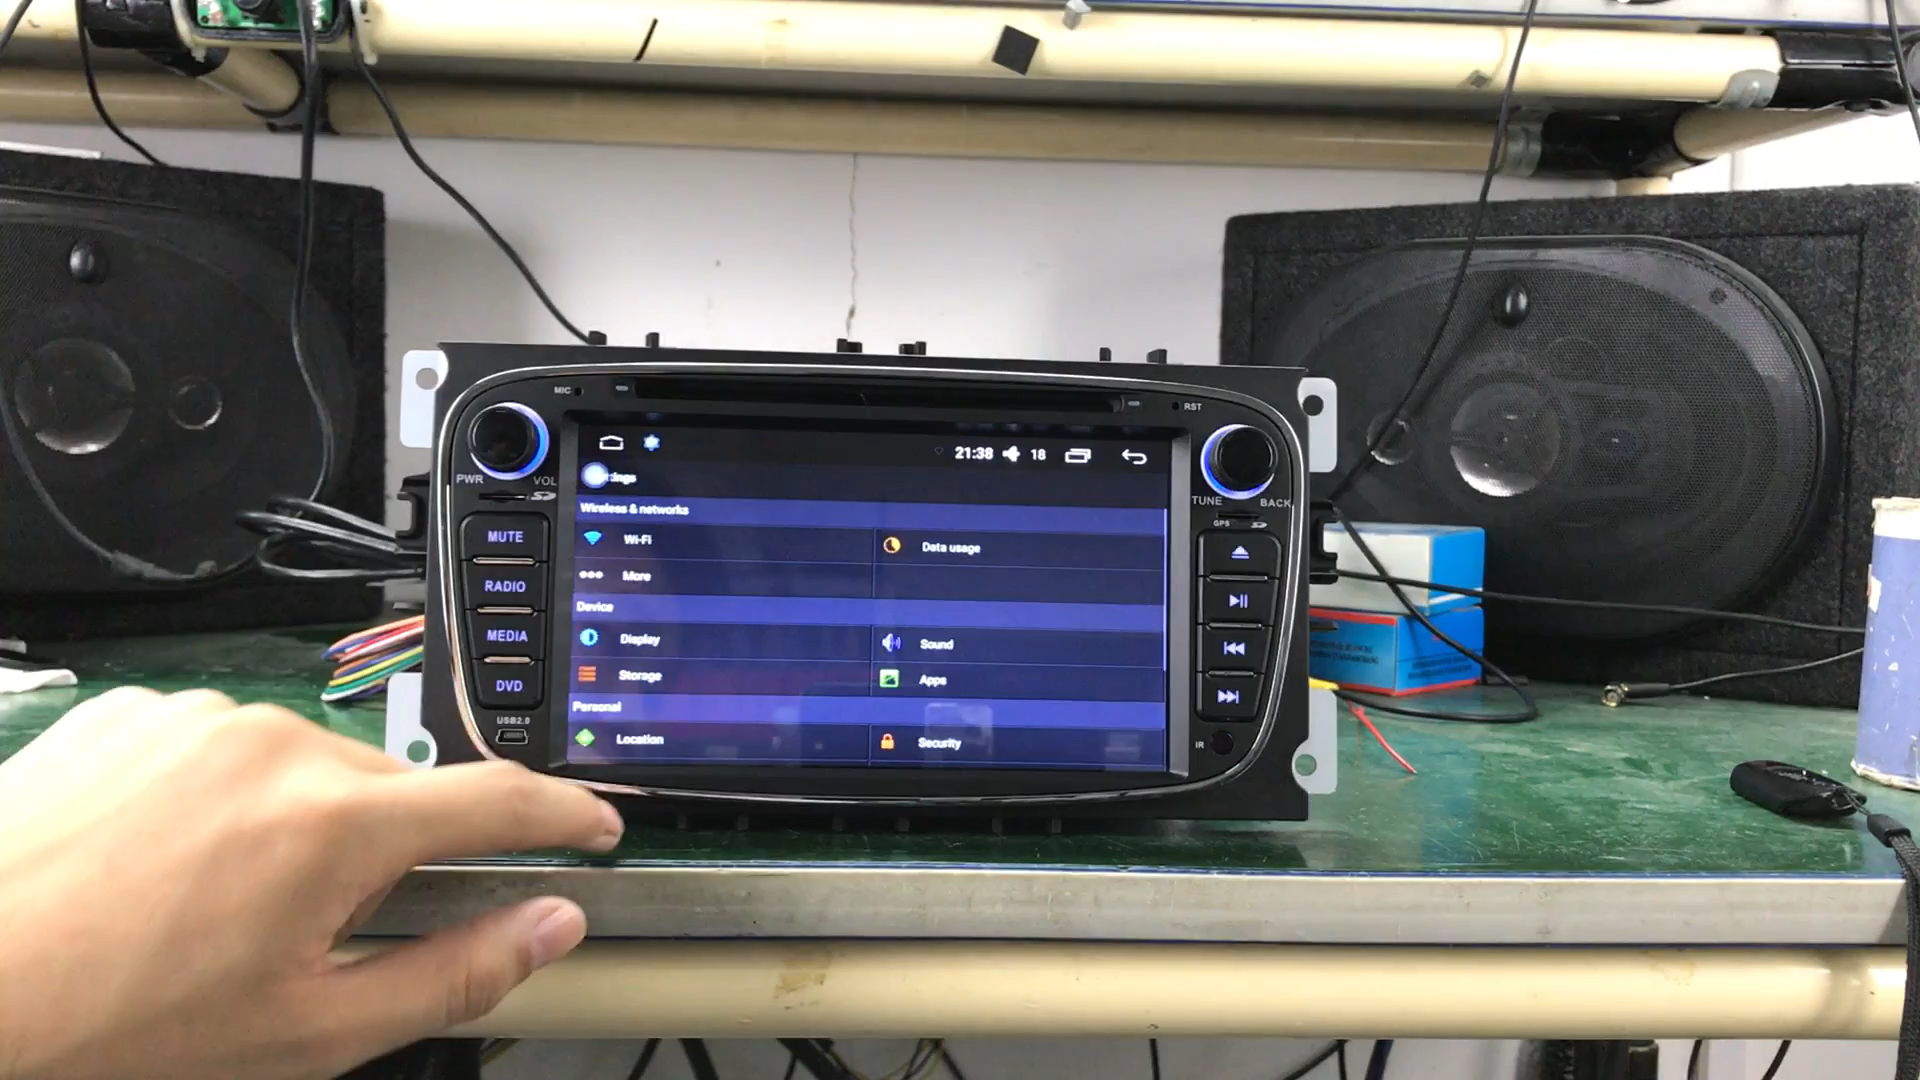 MIC
RST
21:38 18
PWR
VOL
TUNE
BACK
GPS
Wireless & networks
MUTE
Wi-Fi
Data usage
RADIO
More
Device
MEDIA
Display
Sound
DVD
Storage
Apps
Personal
USB2.0
Location
Security
IR